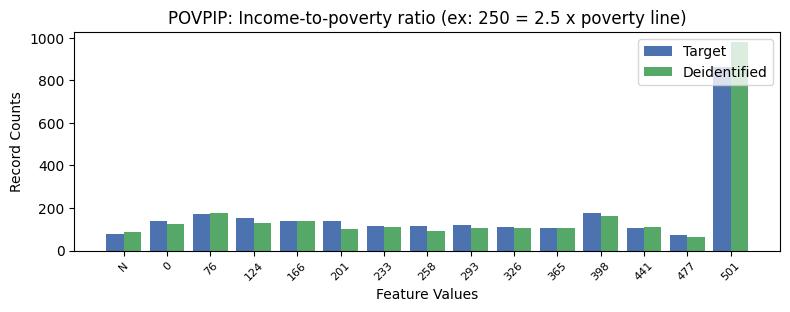 POVPIP: Income-to-poverty ratio (ex: 250 = 2.5 x poverty line)
Target
Deidentified
Record Counts
1000
800
600
400
200
0
N 0 76 124 166 201 233 258 293 326 365 398 441 477 501
Feature Values